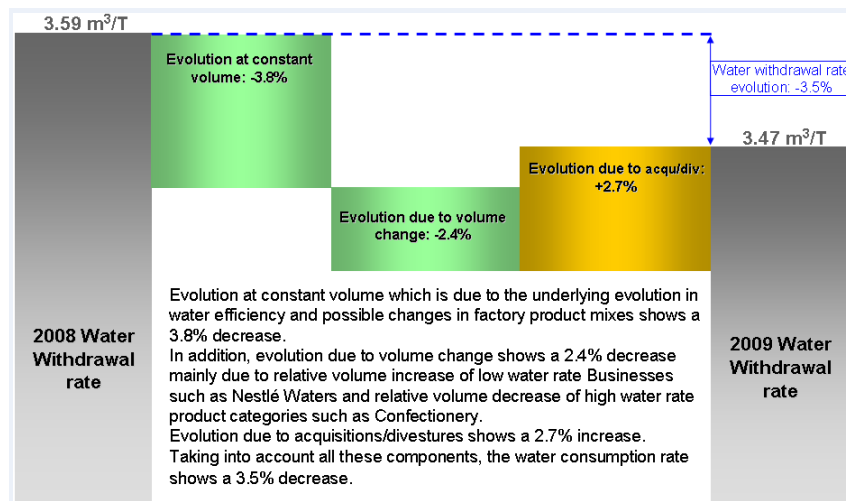 3.59 m³/T
Evolution at constant
volume: -3.8%
Water withdrawal rate
evolution: -3.5%
3.47 m³/T
Evolution due to acqu/div:
+2.7%
Evolution due to volume
change: -2.4%
2008 Water
Withdrawal
rate
Evolution at constant volume which is due to the underlying evolution in
water efficiency and possible changes in factory product mixes shows a
3.8% decrease.
In addition, evolution due to volume change shows a 2.4% decrease
mainly due to relative volume increase of low water rate Businesses
such as Nestlé Waters and relative volume decrease of high water rate
product categories such as Confectionery.
Evolution due to acquisitions/divestures shows a 2.7% increase.
Taking into account all these components, the water consumption rate
shows a 3.5% decrease.
2009 Water
Withdrawal
rate